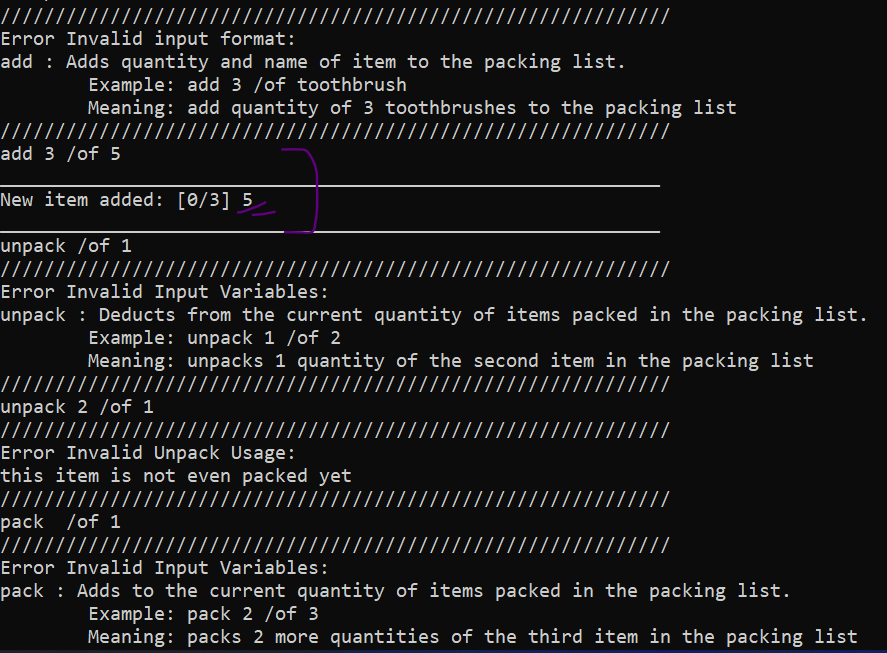 /////////////////////////////////////////////////////////////
Error Invalid input format:
add : Adds quantity and name of item to the packing list.
Example: add 3 /of toothbrush
Meaning: add quantity of 3 toothbrushes to the packing list
/////////////////////////////////////////////////////////////
add 3 /of 5
____________________________________________________________
New item added: [0/3] 5
____________________________________________________________
unpack /of 1
/////////////////////////////////////////////////////////////
Error Invalid Input Variables:
unpack : Deducts from the current quantity of items packed in the packing list.
Example: unpack 1 /of 2
Meaning: unpacks 1 quantity of the second item in the packing list
/////////////////////////////////////////////////////////////
unpack 2 /of 1
/////////////////////////////////////////////////////////////
Error Invalid Unpack Usage:
this item is not even packed yet
/////////////////////////////////////////////////////////////
pack  /of 1
/////////////////////////////////////////////////////////////
Error Invalid Input Variables:
pack : Adds to the current quantity of items packed in the packing list.
Example: pack 2 /of 3
Meaning: packs 2 more quantities of the third item in the packing list